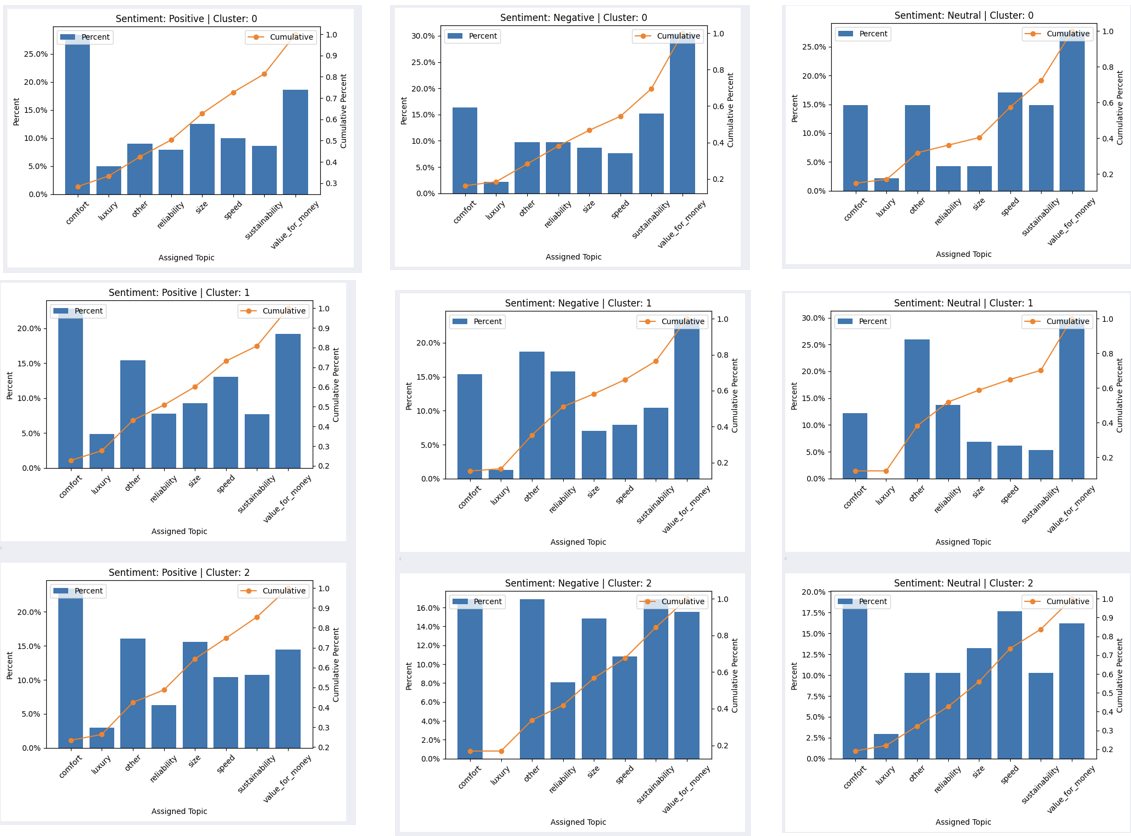 Sentiment: Positive | Cluster: 0
Percent
Cumulative
25.0%
20.0%
15.0%
10.0%
5.0%
0.0%
Percent
1.0
0.9
0.8
0.7
0.6
0.5
0.4
0.3
Cumulative Percent
comfort
luxury
other
reliability
size
speed
sustainability
value_for_money
Assigned Topic
Sentiment: Negative | Cluster: 0
Percent
Cumulative
30.0%
25.0%
20.0%
15.0%
10.0%
5.0%
0.0%
Percent
1.0
0.8
0.6
0.4
0.2
Cumulative Percent
comfort
luxury
other
reliability
size
speed
sustainability
value_for_money
Assigned Topic
Sentiment: Neutral | Cluster: 0
Percent
Cumulative
25.0%
20.0%
15.0%
10.0%
5.0%
0.0%
Percent
1.0
0.8
0.6
0.4
0.2
Cumulative Percent
comfort
luxury
other
reliability
size
speed
sustainability
value_for_money
Assigned Topic
Sentiment: Positive | Cluster: 1
Percent
Cumulative
20.0%
15.0%
10.0%
5.0%
0.0%
Percent
1.0
0.9
0.8
0.7
0.6
0.5
0.4
0.3
0.2
Cumulative Percent
comfort
luxury
other
reliability
size
speed
sustainability
value_for_money
Assigned Topic
Sentiment: Negative | Cluster: 1
Percent
Cumulative
20.0%
15.0%
10.0%
5.0%
0.0%
Percent
1.0
0.8
0.6
0.4
0.2
Cumulative Percent
comfort
luxury
other
reliability
size
speed
sustainability
value_for_money
Assigned Topic
Sentiment: Neutral | Cluster: 1
Percent
Cumulative
30.0%
25.0%
20.0%
15.0%
10.0%
5.0%
0.0%
Percent
1.0
0.8
0.6
0.4
0.2
Cumulative Percent
comfort
luxury
other
reliability
size
speed
sustainability
value_for_money
Assigned Topic
Sentiment: Positive | Cluster: 2
Percent
Cumulative
20.0%
15.0%
10.0%
5.0%
0.0%
Percent
1.0
0.9
0.8
0.7
0.6
0.5
0.4
0.3
0.2
Cumulative Percent
comfort
luxury
other
reliability
size
speed
sustainability
value_for_money
Assigned Topic
Sentiment: Negative | Cluster: 2
Percent
Cumulative
16.0%
14.0%
12.0%
10.0%
8.0%
6.0%
4.0%
2.0%
0.0%
Percent
1.0
0.8
0.6
0.4
0.2
Cumulative Percent
comfort
luxury
other
reliability
size
speed
sustainability
value_for_money
Assigned Topic
Sentiment: Neutral | Cluster: 2
Percent
Cumulative
20.0%
17.5%
15.0%
12.5%
10.0%
7.5%
5.0%
2.5%
0.0%
Percent
1.0
0.9
0.8
0.7
0.6
0.5
0.4
0.3
0.2
Cumulative Percent
comfort
luxury
other
reliability
size
speed
sustainability
value_for_money
Assigned Topic